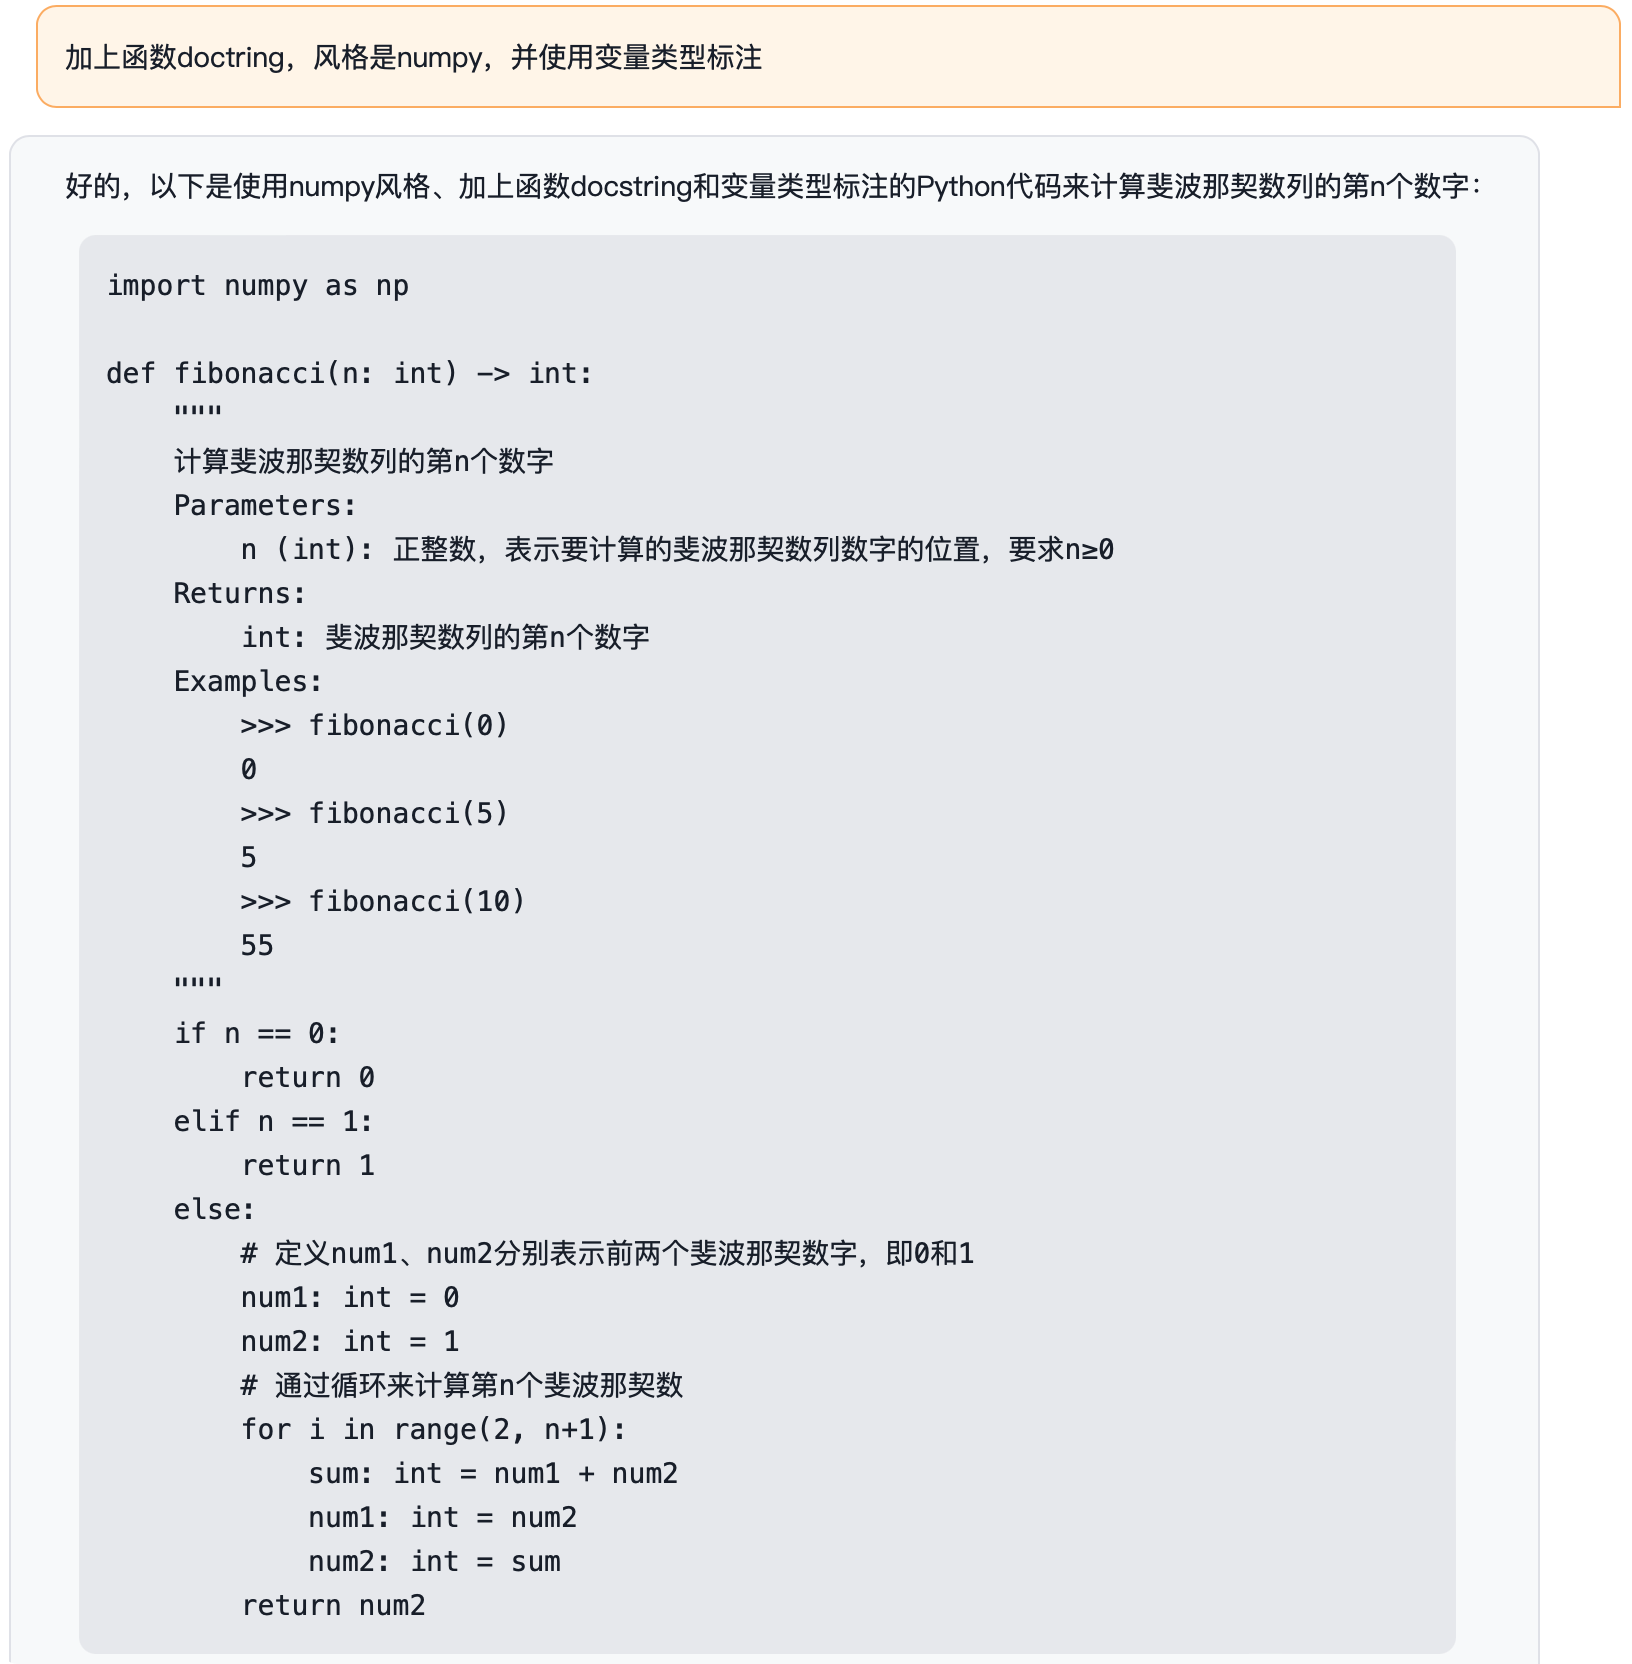 加上函数doctring，风格是numpy，并使用变量类型标注
好的，以下是使用numpy风格、加上函数docstring和变量类型标注的Python代码来计算斐波那契数列的第n个数字：
import numpy as np
def fibonacci(n: int) -> int:
    """
    计算斐波那契数列的第n个数字
    Parameters:
        n (int): 正整数，表示要计算的斐波那契数列数字的位置，要求n≥0
    Returns:
        int: 斐波那契数列的第n个数字
    Examples:
        >>> fibonacci(0)
        0
        >>> fibonacci(5)
        5
        >>> fibonacci(10)
        55
    """
    if n == 0:
        return 0
    elif n == 1:
        return 1
    else:
        # 定义num1、num2分别表示前两个斐波那契数字，即0和1
        num1: int = 0
        num2: int = 1
        # 通过循环来计算第n个斐波那契数
        for i in range(2, n+1):
            sum: int = num1 + num2
            num1: int = num2
            num2: int = sum
        return num2